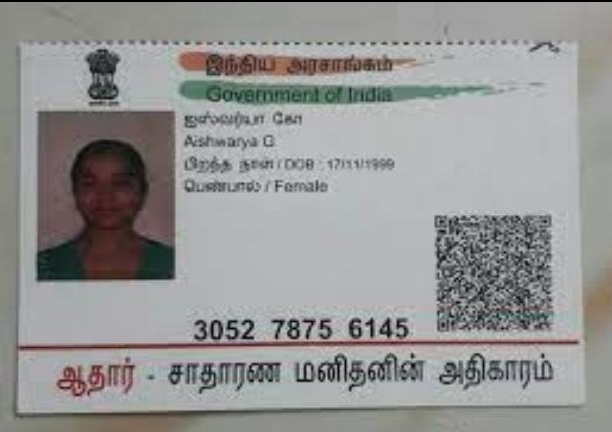 இந்திய அரசாங்கம்
Government of India
ஐஸ்வர்யா கோ
Aishwarya G
பிறந்த நாள் / DOB : 17/11/1999
பெண்பால் / Female
3052 7875 6145
ஆதார் - சாதாரண மனிதனின் அதிகாரம்